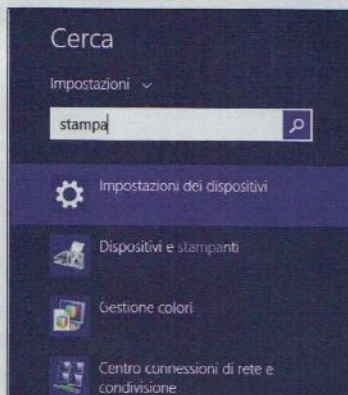 Cerca
Impostazioni
stampa
Impostazioni dei dispositivi
Dispositivi e stampanti
Gestione colori
Centro connessioni di rete e
condivisione